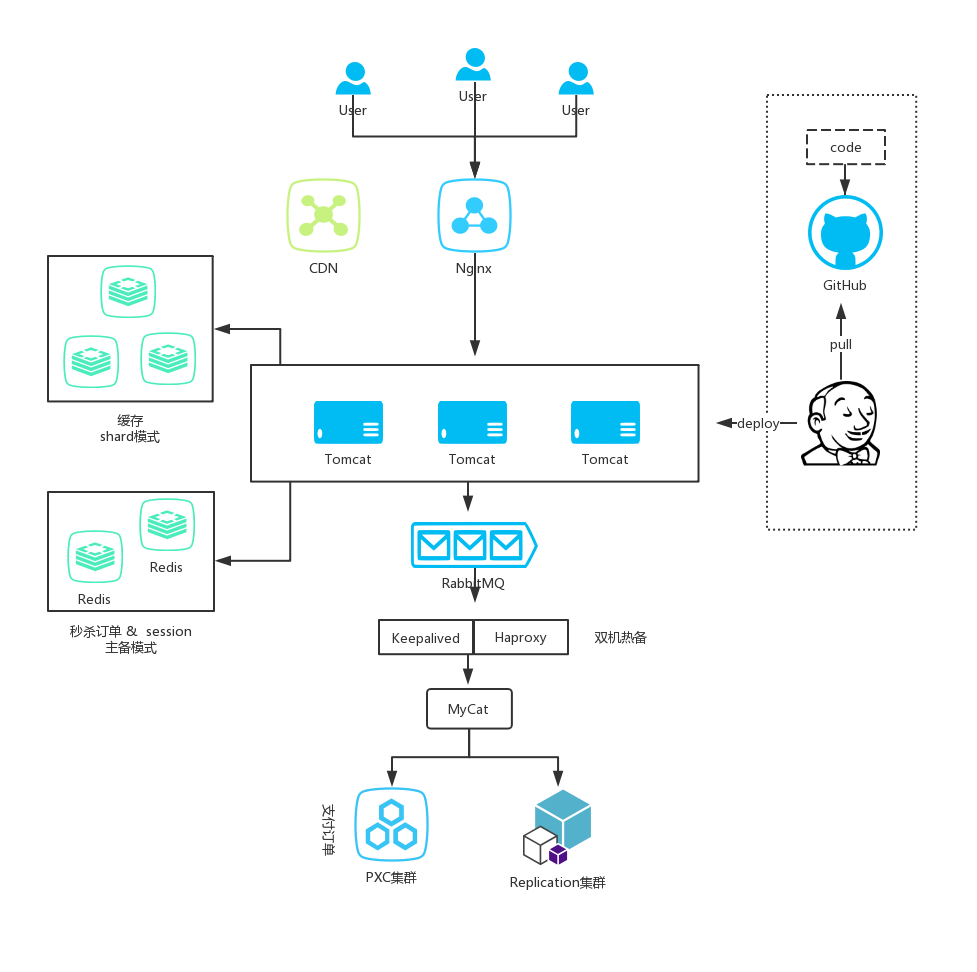 User
User
User
code
CDN
Nginx
GitHub
pull
缓存
shard模式
deploy
Tomcat
Tomcat
Tomcat
Redis
Redis
RabbitMQ
秒杀订单 & session
主备模式
Keepalived
Haproxy
双机热备
MyCat
支付订单
PXC集群
Replication集群